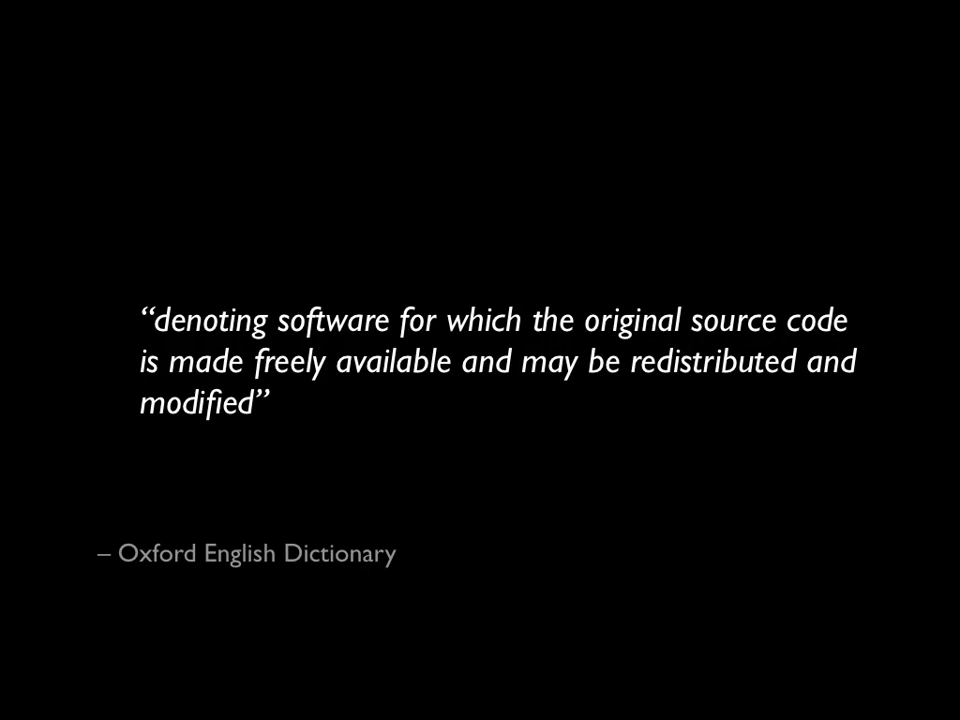 “denoting software for which the original source code
is made freely available and may be redistributed and
modified”
– Oxford English Dictionary